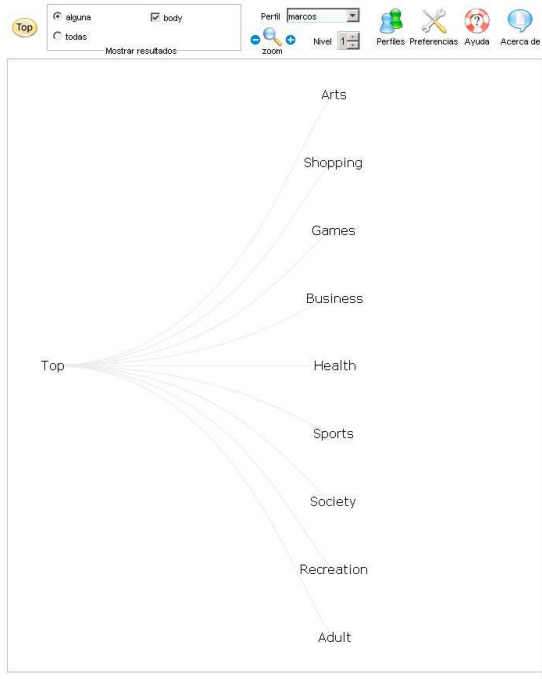 Top
alguna
body
todas
Mostrar resultados
Perfil marcos
zoom
Nivel 1
Perfiles
Preferencias
Ayuda
Acerca de
Arts
Shopping
Games
Business
Top
Health
Sports
Society
Recreation
Adult